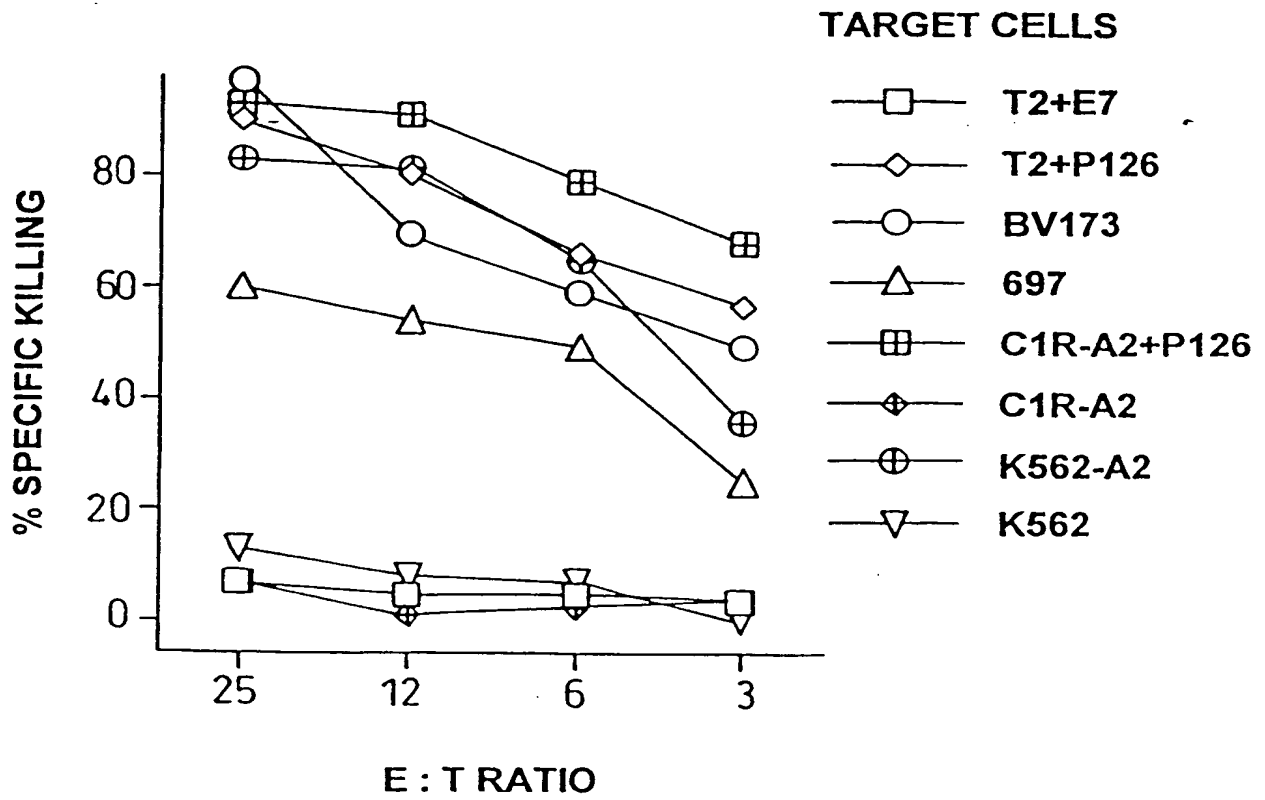 TARGET CELLS
T2+E7
T2+P126
BV173
697
C1R-A2+P126
C1R-A2
K562-A2
K562
% SPECIFIC KILLING
80
60
40
20
0
25 12 6 3
E : T RATIO